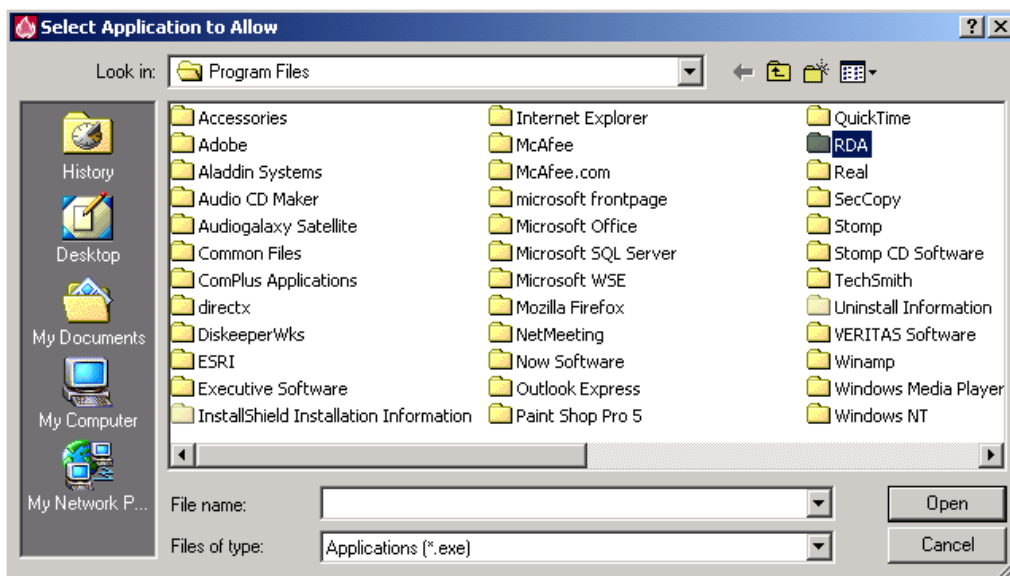 Select Application to Allow
Look in: Program Files
History
Desktop
My Documents
My Computer
My Network P...
Accessories
Adobe
Aladdin Systems
Audio CD Maker
Audiogalaxy Satellite
Common Files
ComPlus Applications
directx
DiskeeperWks
ESRI
Executive Software
InstallShield Installation Information
Internet Explorer
McAfee
McAfee.com
microsoft frontpage
Microsoft Office
Microsoft SQL Server
Microsoft WSE
Mozilla Firefox
NetMeeting
Now Software
Outlook Express
Paint Shop Pro 5
QuickTime
RDA
Real
SecCopy
Stomp
Stomp CD Software
TechSmith
Uninstall Information
VERITAS Software
Winamp
Windows Media Player
Windows NT
File name:
Open
Files of type: Applications (*.exe)
Cancel